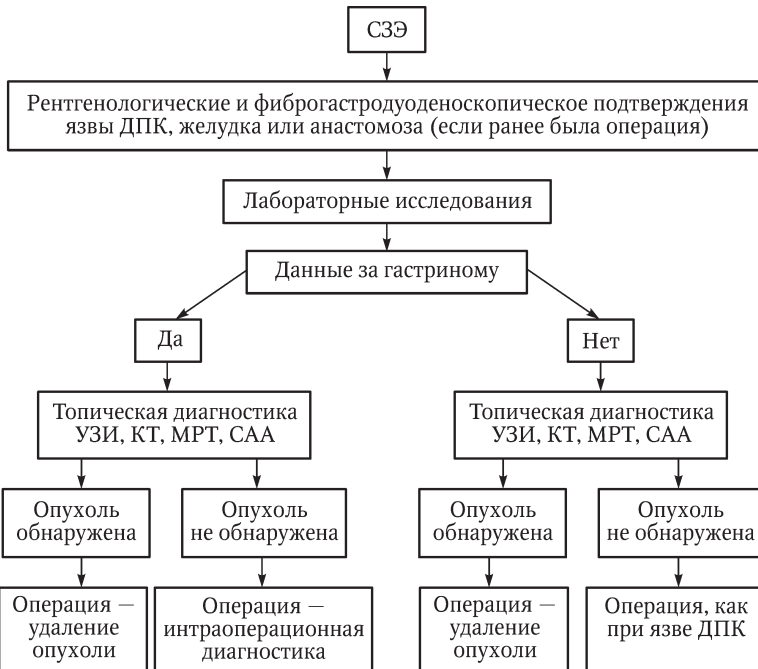 СЗЭ
Рентгенологические и фиброгастродуоденоскопическое подтверждения
язвы ДПК, желудка или анастомоза (если ранее была операция)
Лабораторные исследования
Данные за гастриному
Да
Нет
Топическая диагностика
УЗИ, КТ, МРТ, САА
Топическая диагностика
УЗИ, КТ, МРТ, САА
Опухоль
обнаружена
Опухоль
не обнаружена
Опухоль
обнаружена
Опухоль
не обнаружена
Операция —
удаление
опухоли
Операция —
интраоперационная
диагностика
Операция —
удаление
опухоли
Операция, как
при язве ДПК